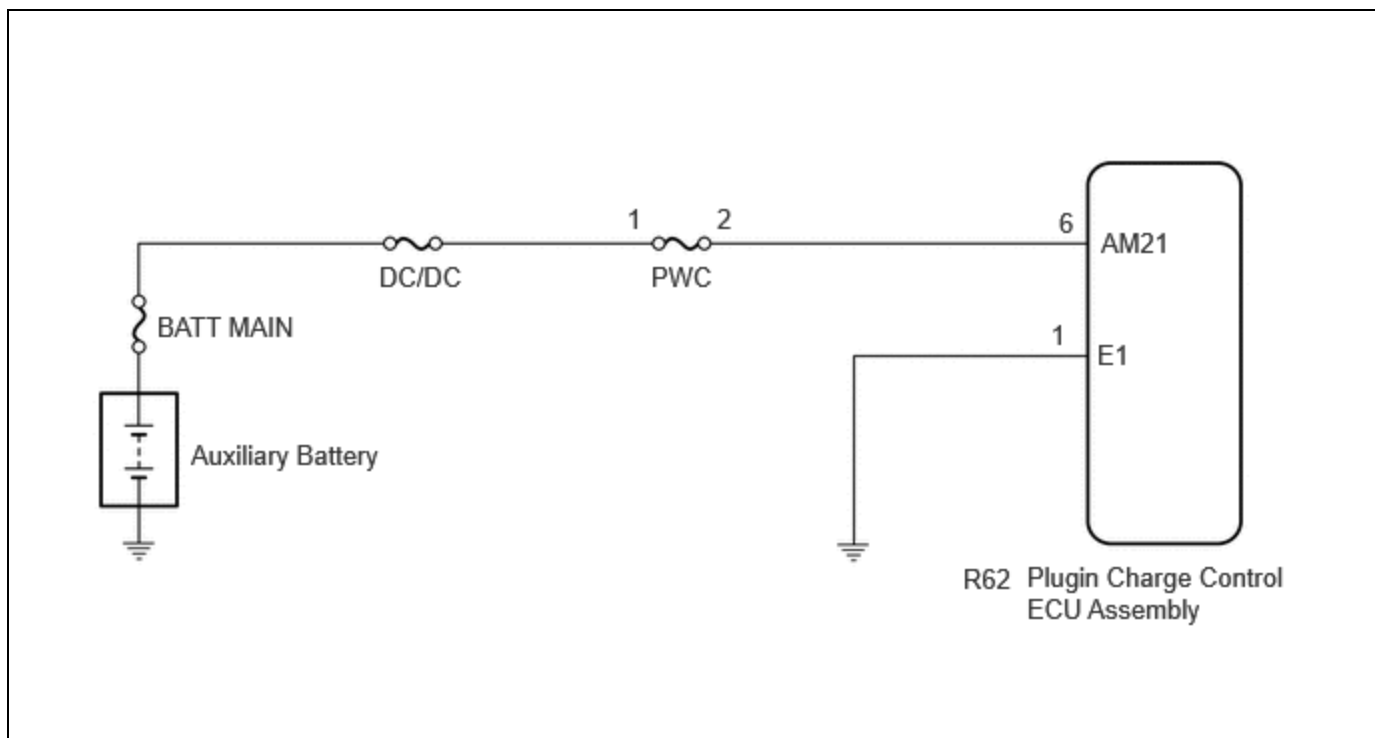 1 2
6
AM21
DC/DC
PWC
BATT MAIN
1
E1
Auxiliary Battery
R62 Plugin Charge Control
ECU Assembly